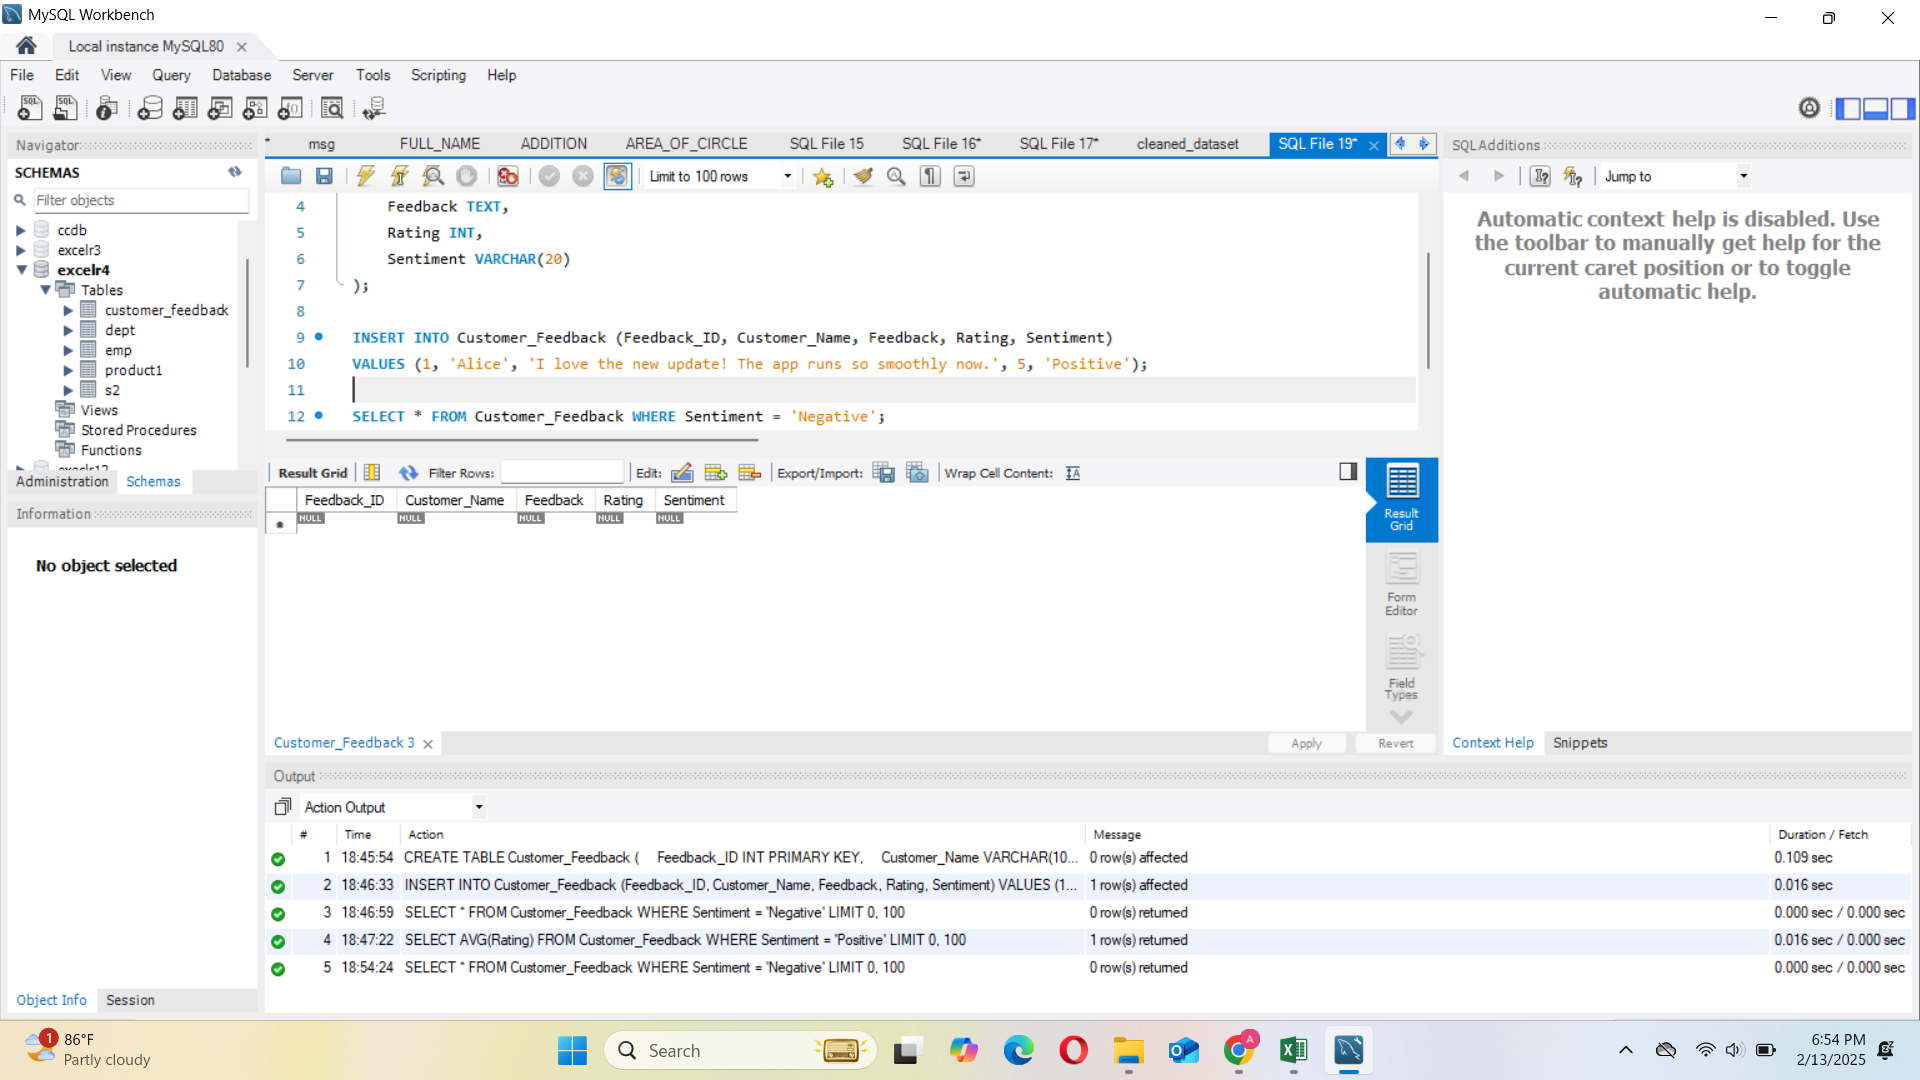 MySQL Workbench
Local instance MySQL80
File Edit View Query Database Server Tools Scripting Help
Navigator
SCHEMAS
Filter objects
ccdb
excelr3
excelr4
Tables
customer_feedback
dept
emp
product1
s2
Views
Stored Procedures
Functions
Administration Schemas
Information
No object selected
Object Info Session
* msg FULL_NAME ADDITION AREA_OF_CIRCLE SQL File 15 SQL File 16* SQL File 17* cleaned_dataset SQL File 19*
Limit to 100 rows
4 Feedback TEXT,
5 Rating INT,
6 Sentiment VARCHAR(20)
7 );
8
9 INSERT INTO Customer_Feedback (Feedback_ID, Customer_Name, Feedback, Rating, Sentiment)
10 VALUES (1, 'Alice', 'I love the new update! The app runs so smoothly now.', 5, 'Positive');
11
12 SELECT * FROM Customer_Feedback WHERE Sentiment = 'Negative';
Result Grid Filter Rows: Edit: Export/Import: Wrap Cell Content:
Feedback_ID Customer_Name Feedback Rating Sentiment
NULL NULL NULL NULL NULL
Result Grid
Form Editor
Field Types
Customer_Feedback 3
Apply Revert
SQLAdditions
Jump to
Automatic context help is disabled. Use
the toolbar to manually get help for the
current caret position or to toggle
automatic help.
Context Help Snippets
Output
Action Output
# Time Action Message Duration / Fetch
1 18:45:54 CREATE TABLE Customer_Feedback ( Feedback_ID INT PRIMARY KEY, Customer_Name VARCHAR(10... 0 row(s) affected 0.109 sec
2 18:46:33 INSERT INTO Customer_Feedback (Feedback_ID, Customer_Name, Feedback, Rating, Sentiment) VALUES (1... 1 row(s) affected 0.016 sec
3 18:46:59 SELECT * FROM Customer_Feedback WHERE Sentiment = 'Negative' LIMIT 0, 100 0 row(s) returned 0.000 sec / 0.000 sec
4 18:47:22 SELECT AVG(Rating) FROM Customer_Feedback WHERE Sentiment = 'Positive' LIMIT 0, 100 1 row(s) returned 0.016 sec / 0.000 sec
5 18:54:24 SELECT * FROM Customer_Feedback WHERE Sentiment = 'Negative' LIMIT 0, 100 0 row(s) returned 0.000 sec / 0.000 sec
1
86°F
Partly cloudy
Search
A
6:54 PM
2/13/2025